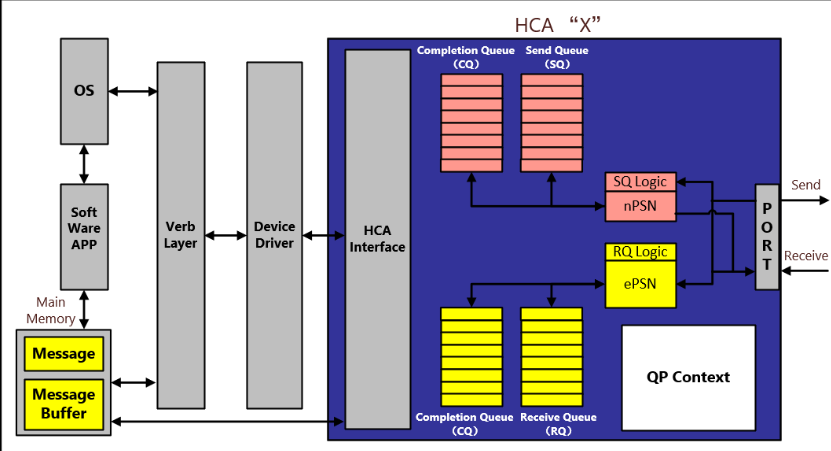 HCA “X”
OS
Soft
Ware
APP
Main
Memory
Message
Message
Buffer
Verb
Layer
Device
Driver
HCA
Interface
Completion Queue
(CQ)
Send Queue
(SQ)
SQ Logic
nPSN
RQ Logic
ePSN
PORT
Send
Receive
Completion Queue
(CQ)
Receive Queue
(RQ)
QP Context